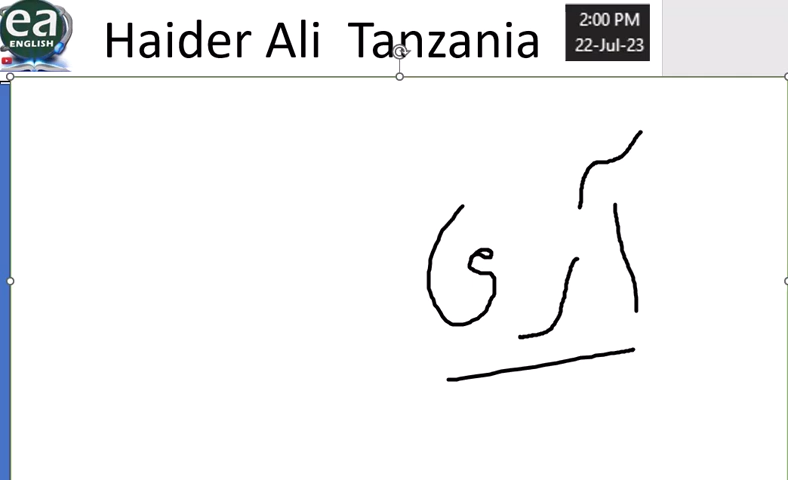 ea
ENGLISH
Haider Ali Tanzania
2:00 PM
22-Jul-23
آری